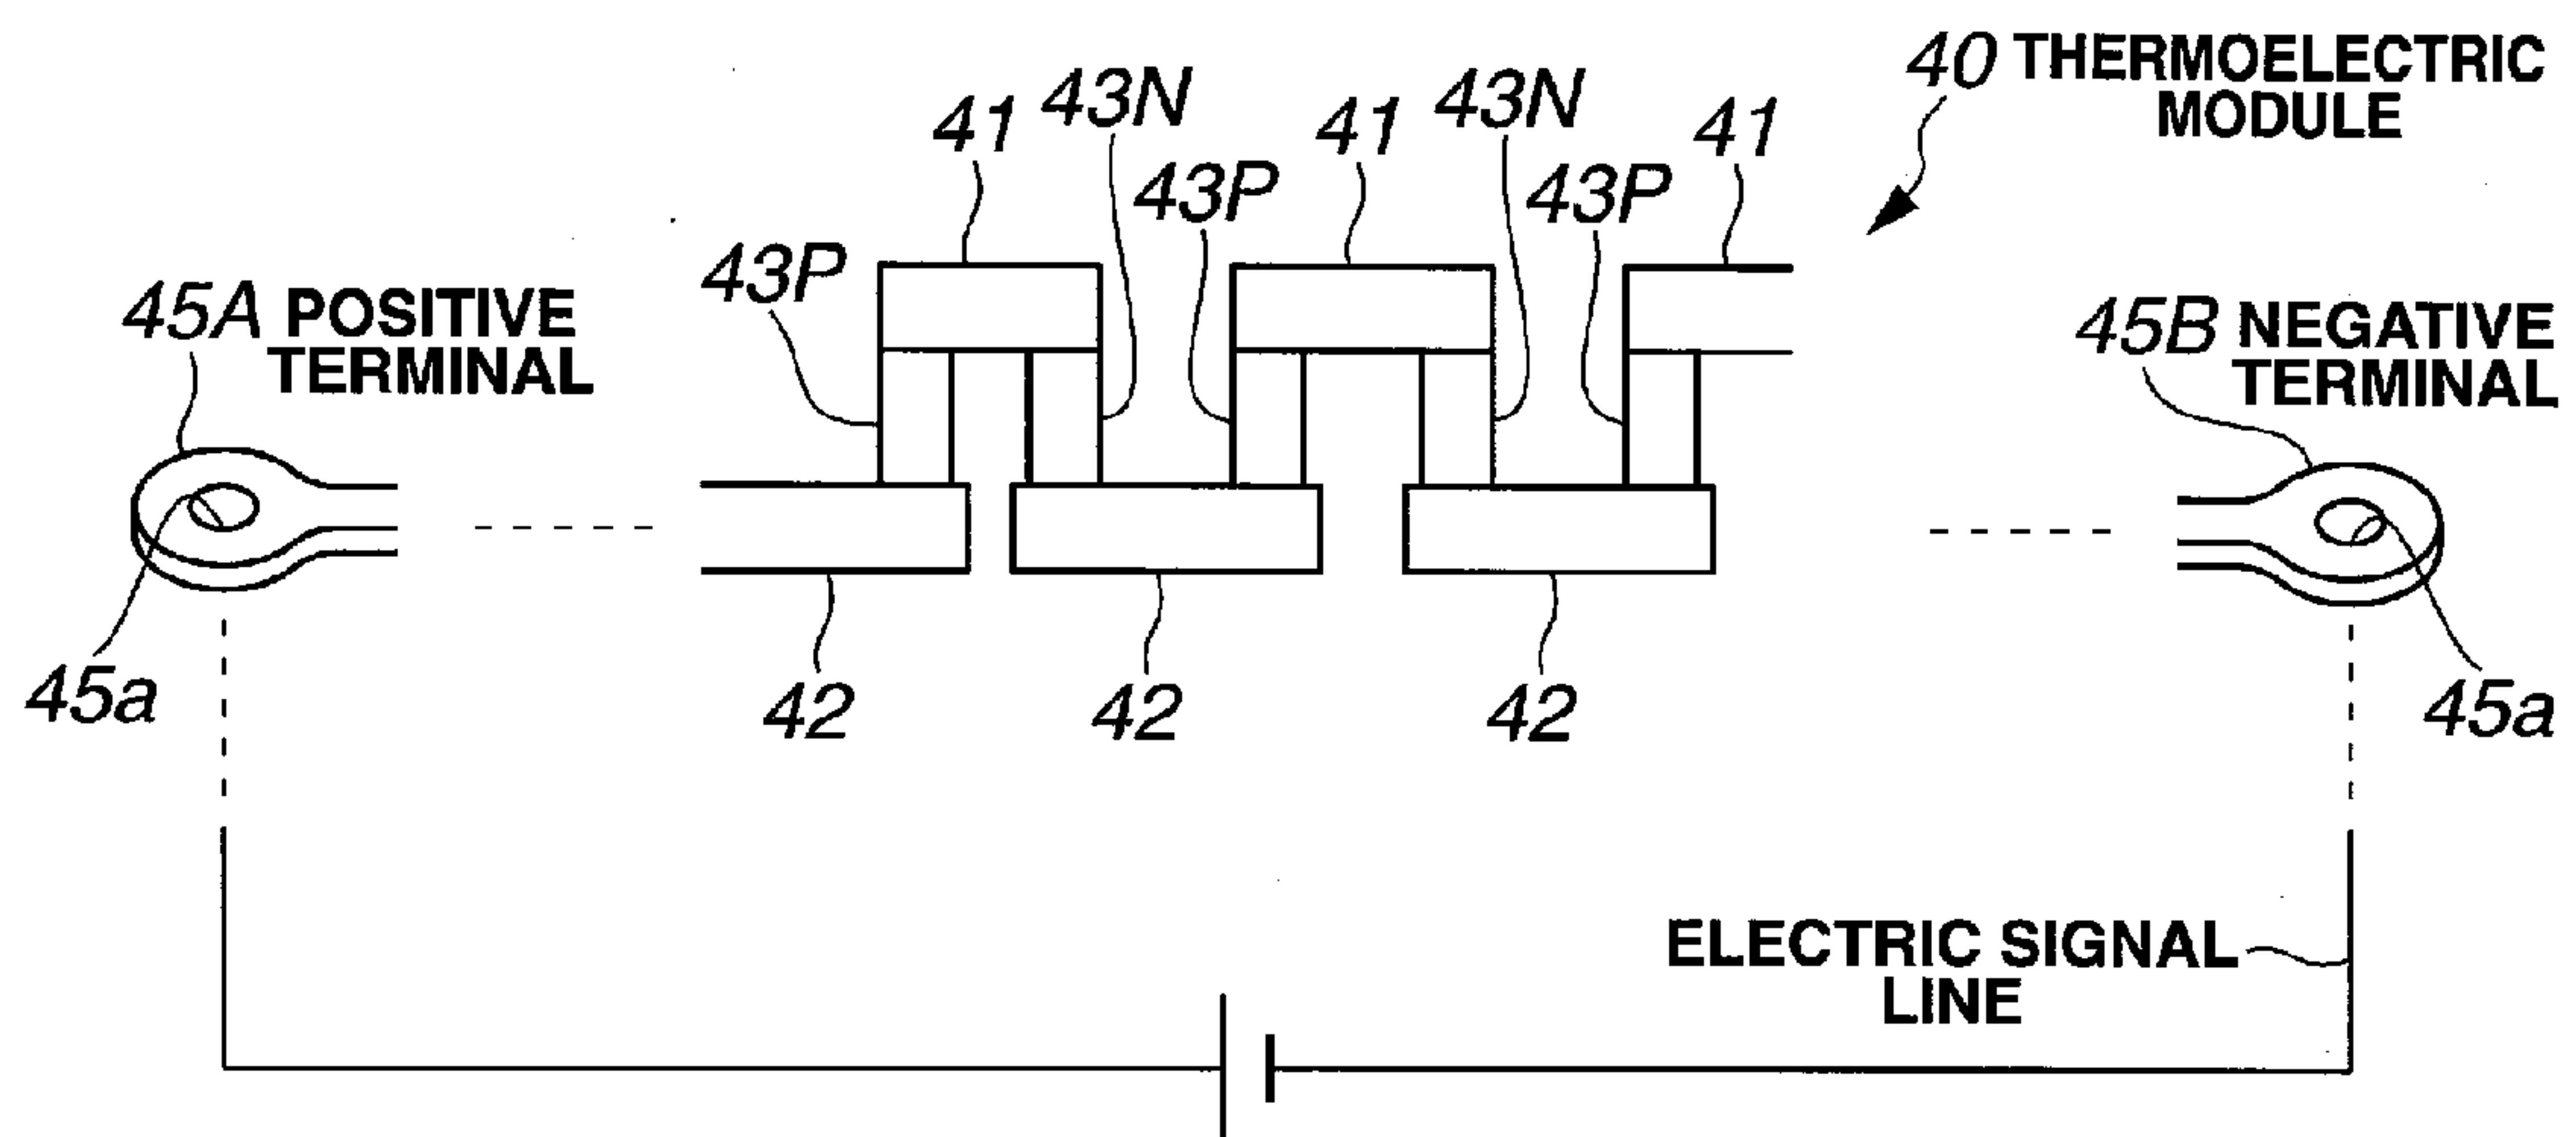 40 THERMOELECTRIC
MODULE
41 43N 41 43N 41
43P 43P
43P
45A POSITIVE
TERMINAL
45B NEGATIVE
TERMINAL
45a
42 42 42
45a
ELECTRIC SIGNAL
LINE